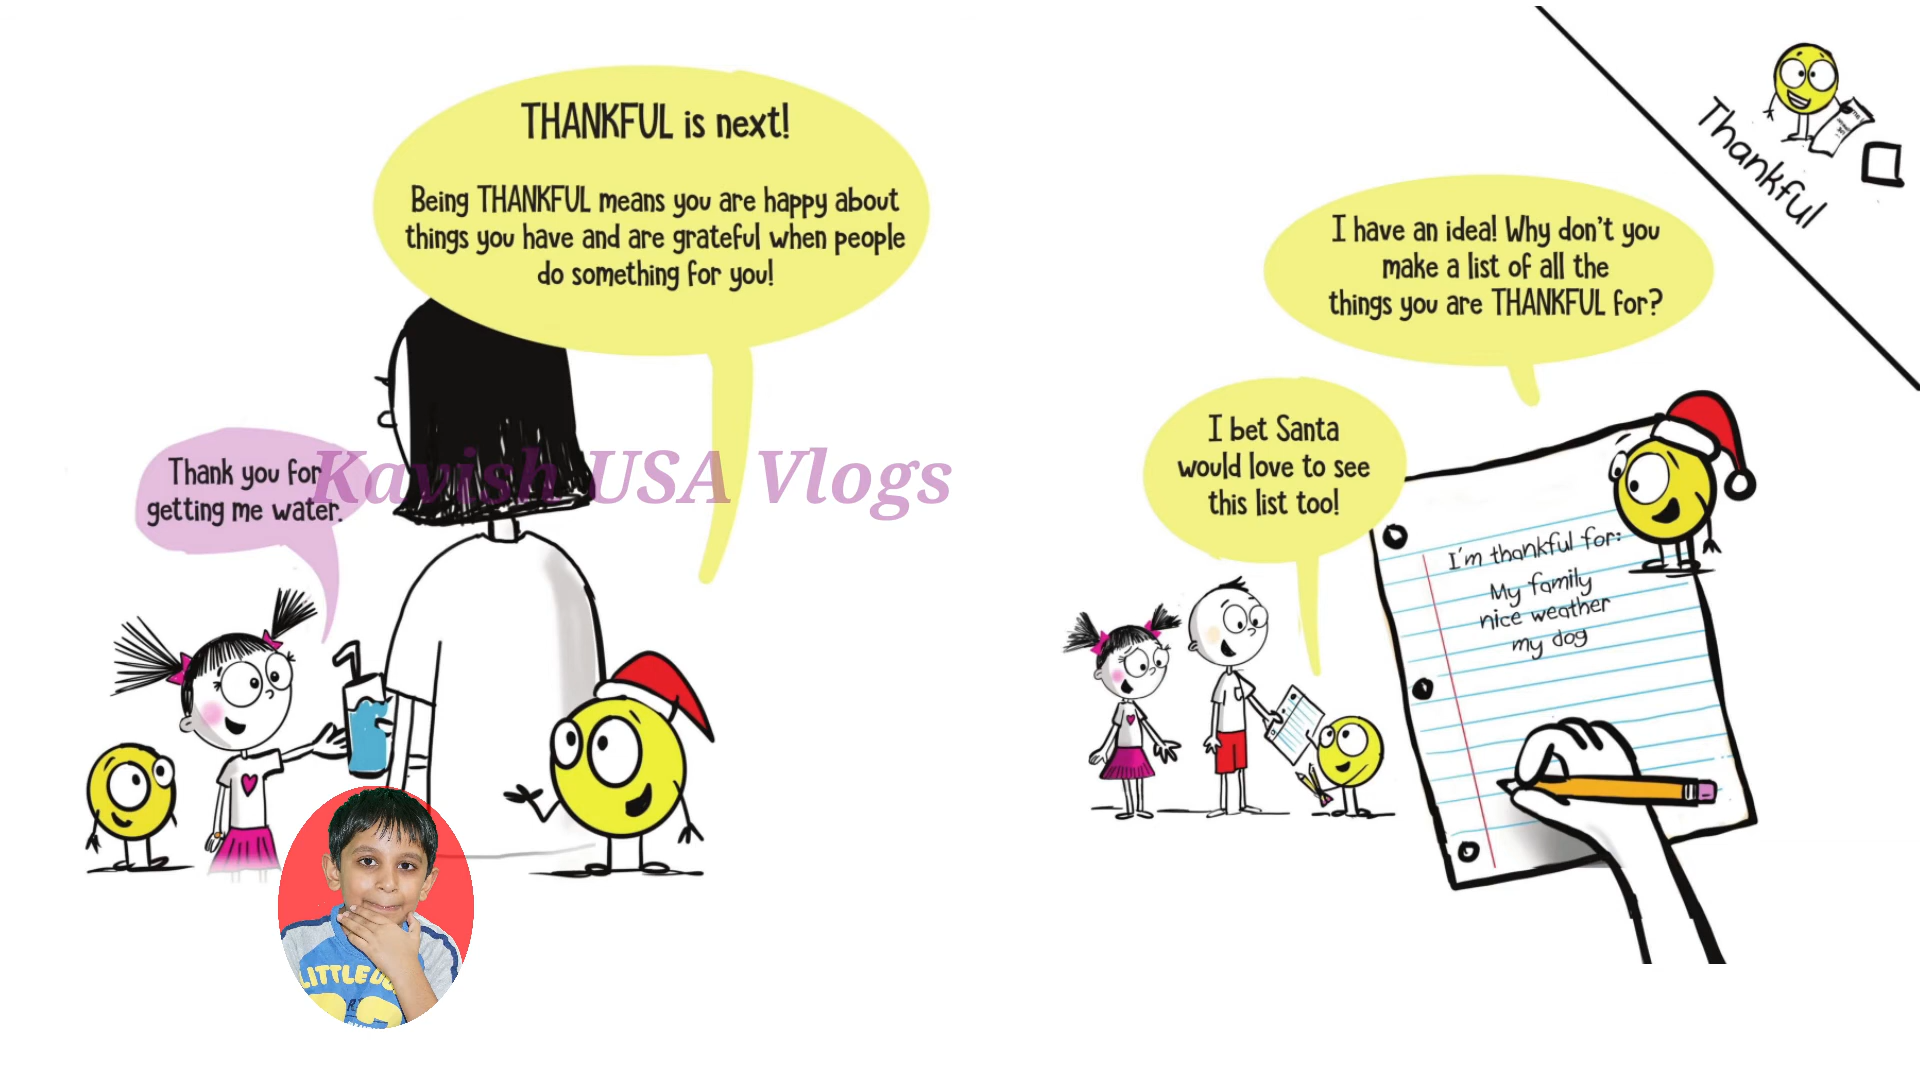 THANKFUL is next!
Being THANKFUL means you are happy about
things you have and are grateful when people
do something for you!
Thank you for
getting me water.
Kavish USA Vlogs
LITTLE
Thankful
I have an idea! Why don't you
make a list of all the
things you are THANKFUL for?
I bet Santa
would love to see
this list too!
I'm thankful for:
My family
nice weather
my dog